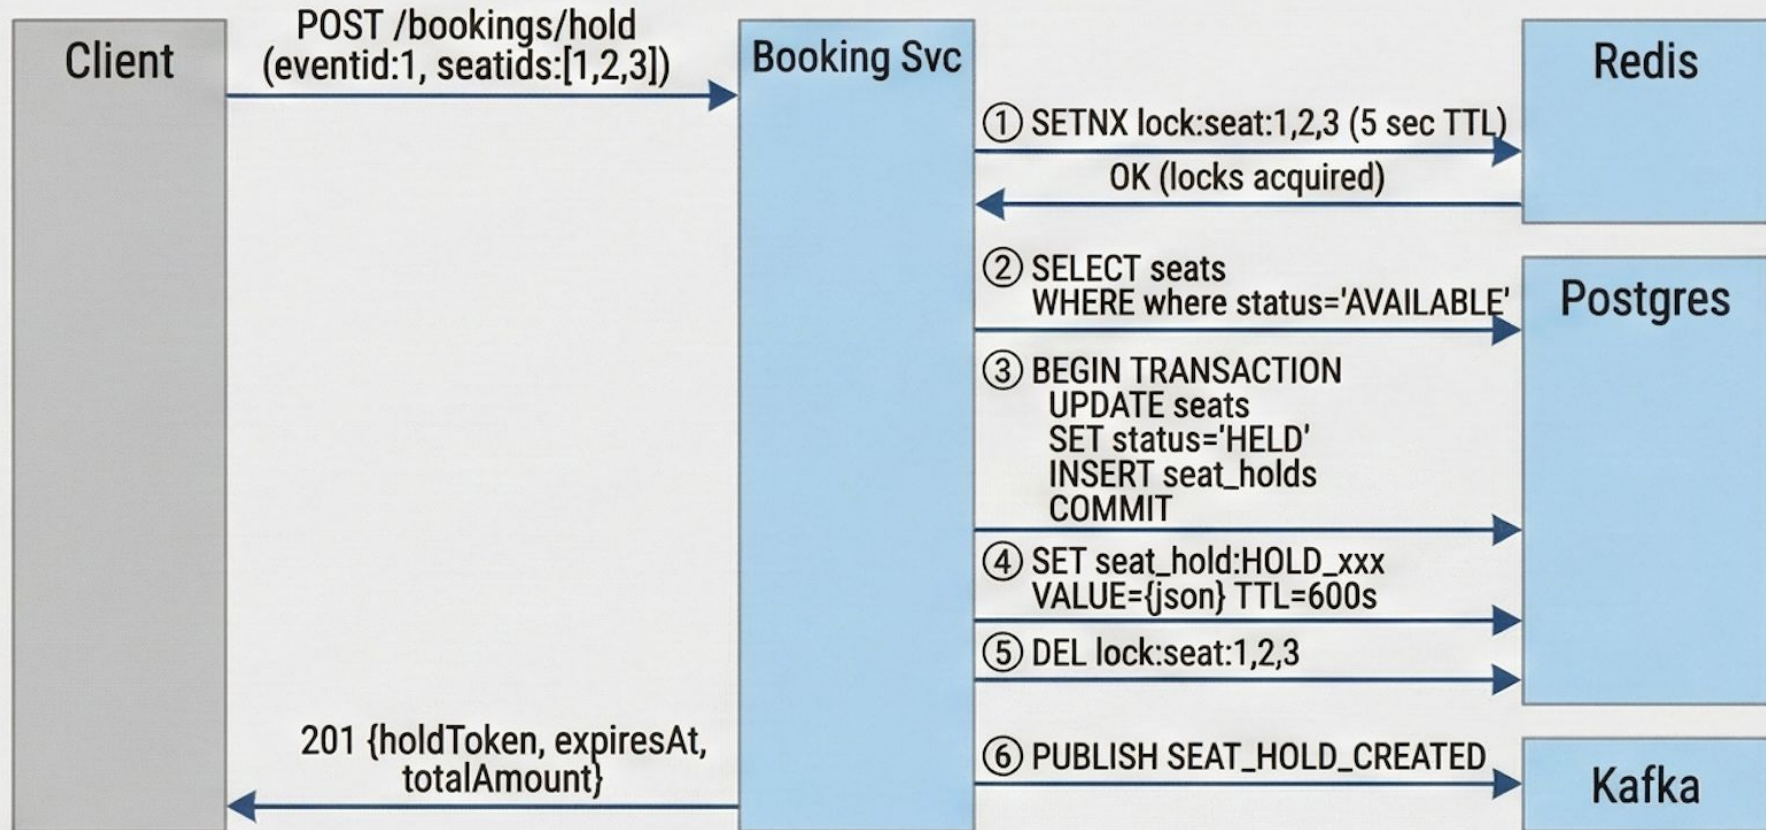 Client
POST /bookings/hold
(eventid:1, seatids:[1,2,3])
Booking Svc
Redis
① SETNX lock:seat:1,2,3 (5 sec TTL)
OK (locks acquired)
② SELECT seats
WHERE where status='AVAILABLE'
Postgres
③ BEGIN TRANSACTION
UPDATE seats
SET status='HELD'
INSERT seat_holds
COMMIT
④ SET seat_hold:HOLD_xxx
VALUE={json} TTL=600s
⑤ DEL lock:seat:1,2,3
201 {holdToken, expiresAt,
totalAmount}
⑥ PUBLISH SEAT_HOLD_CREATED
Kafka